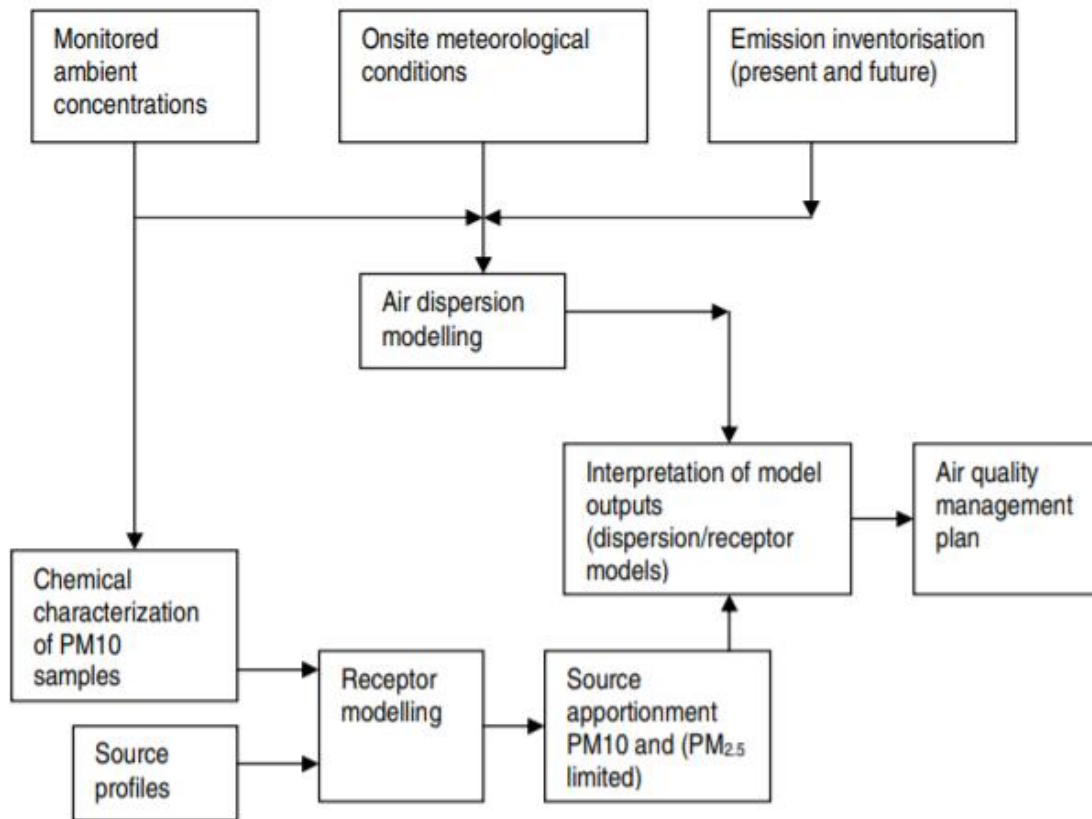 Monitored
ambient
concentrations
Onsite meteorological
conditions
Emission inventorisation
(present and future)
Air dispersion
modelling
Interpretation of model
outputs
(dispersion/receptor
models)
Air quality
management
plan
Chemical
characterization
of PM10
samples
Receptor
modelling
Source
apportionment
PM10 and (PM₂.₅
limited)
Source
profiles